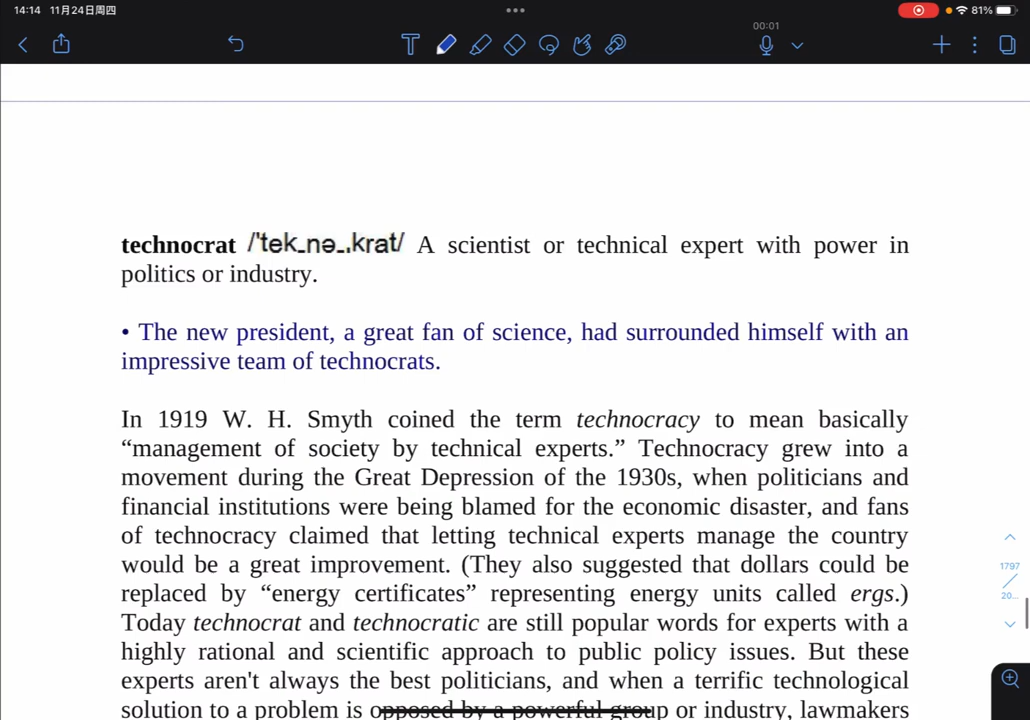 14:14 11月24日周四
81%
00:01
technocrat /ˈtek-nə-ˌkrat/ A scientist or technical expert with power in
politics or industry.
• The new president, a great fan of science, had surrounded himself with an
impressive team of technocrats.
In 1919 W. H. Smyth coined the term technocracy to mean basically
“management of society by technical experts.” Technocracy grew into a
movement during the Great Depression of the 1930s, when politicians and
financial institutions were being blamed for the economic disaster, and fans
of technocracy claimed that letting technical experts manage the country
would be a great improvement. (They also suggested that dollars could be
replaced by “energy certificates” representing energy units called ergs.)
Today technocrat and technocratic are still popular words for experts with a
highly rational and scientific approach to public policy issues. But these
experts aren't always the best politicians, and when a terrific technological
solution to a problem is opposed by a powerful group or industry, lawmakers
1797
20...